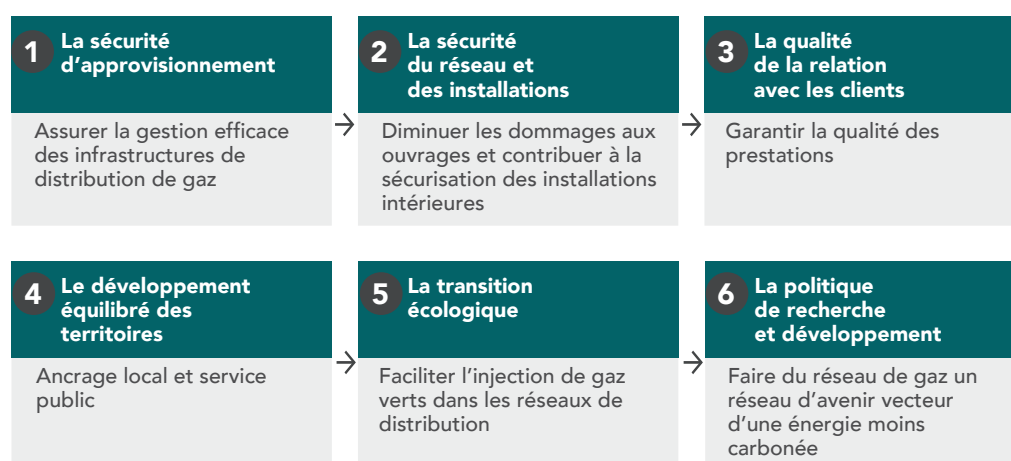 1
La sécurité
d'approvisionnement
Assurer la gestion efficace
des infrastructures de
distribution de gaz
2
La sécurité
du réseau et
des installations
Diminuer les dommages aux
ouvrages et contribuer à la
sécurisation des installations
intérieures
3
La qualité
de la relation
avec les clients
Garantir la qualité des
prestations
4
Le développement
équilibré des
territoires
Ancrage local et service
public
5
La transition
écologique
Faciliter l'injection de gaz
verts dans les réseaux de
distribution
6
La politique
de recherche
et développement
Faire du réseau de gaz un
réseau d'avenir vecteur
d'une énergie moins
carbonée